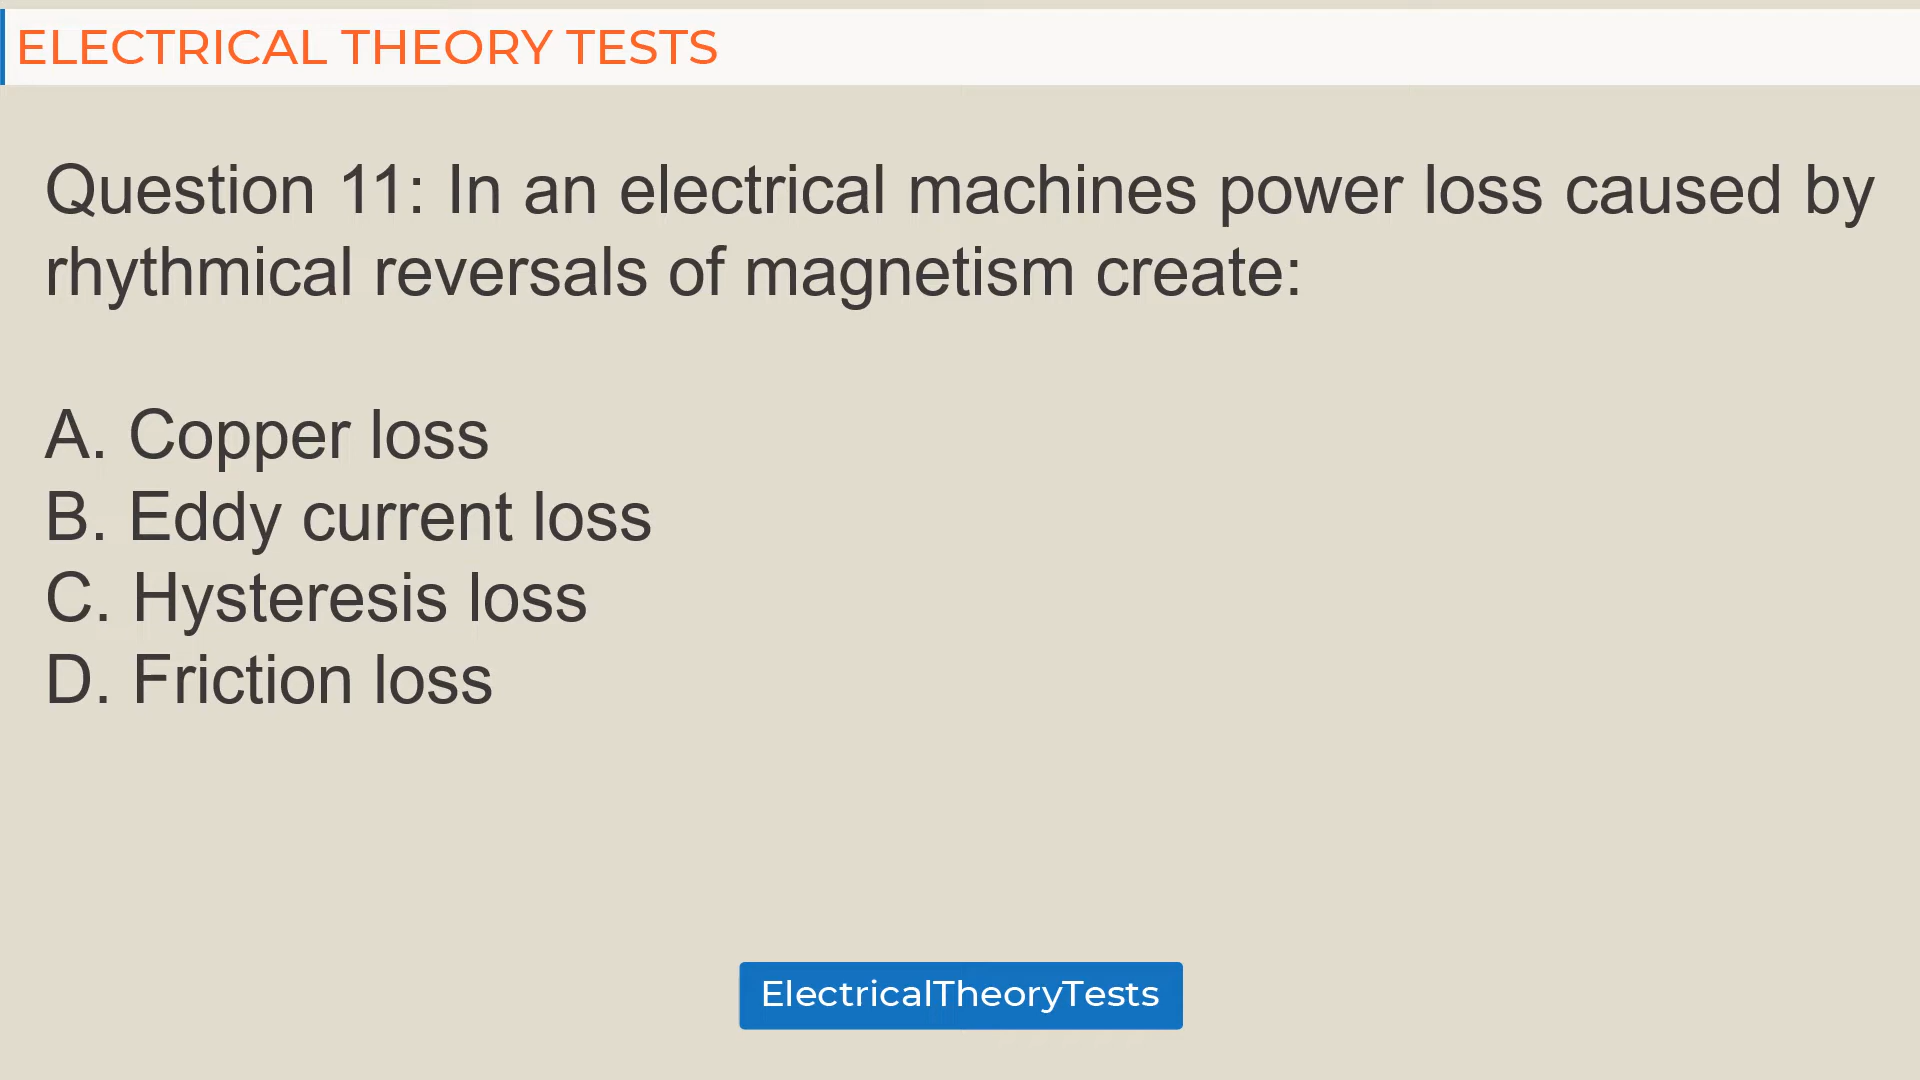 ELECTRICAL THEORY TESTS
Question 11: In an electrical machines power loss caused by
rhythmical reversals of magnetism create:
A. Copper loss
B. Eddy current loss
C. Hysteresis loss
D. Friction loss
ElectricalTheoryTests